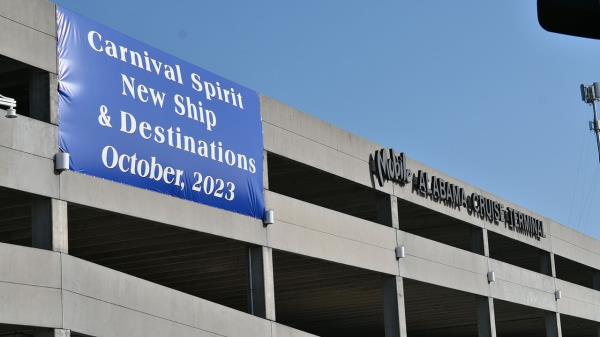 Carnival Spirit
New Ship
& Destinations
October, 2023
Mobile ALABAMA CRUISE TERMINAL